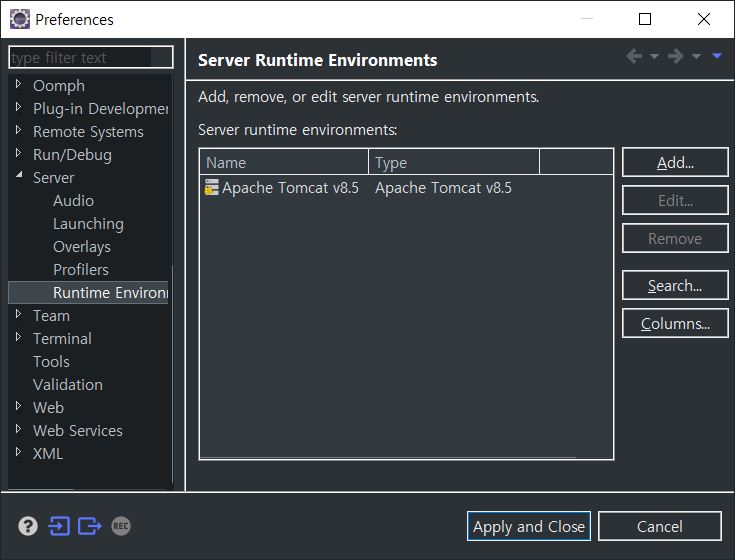 Preferences
type filter text
Oomph
Plug-in Developmer
Remote Systems
Run/Debug
Server
Audio
Launching
Overlays
Profilers
Runtime Environ
Team
Terminal
Tools
Validation
Web
Web Services
XML
Server Runtime Environments
Add, remove, or edit server runtime environments.
Server runtime environments:
Name Type
Apache Tomcat v8.5 Apache Tomcat v8.5
Add...
Edit...
Remove
Search...
Columns...
? REC
Apply and Close Cancel